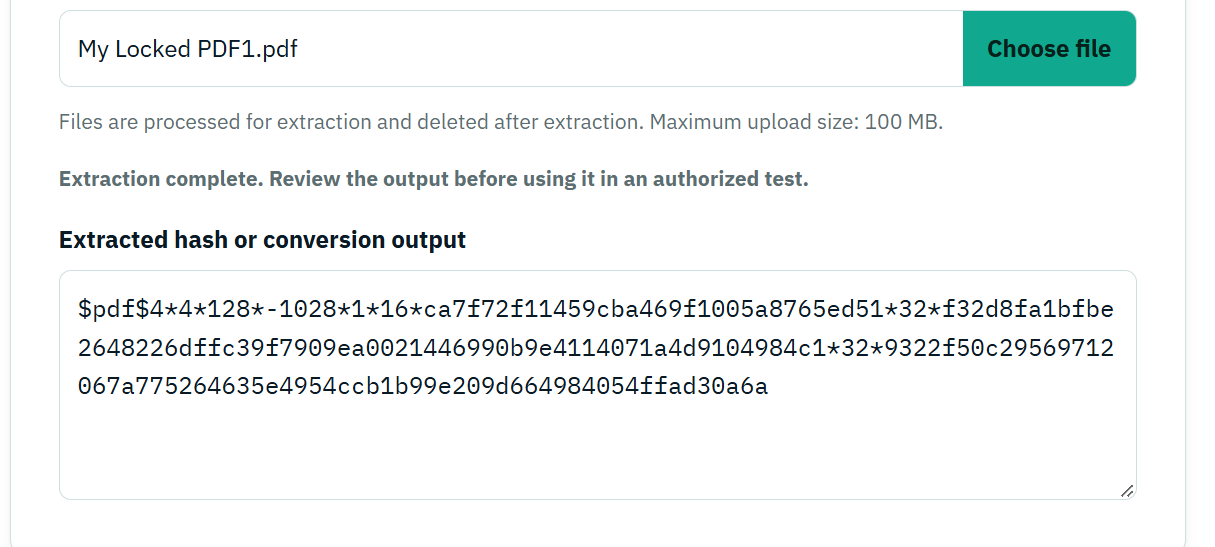 My Locked PDF1.pdf
Choose file
Files are processed for extraction and deleted after extraction. Maximum upload size: 100 MB.
Extraction complete. Review the output before using it in an authorized test.
Extracted hash or conversion output
$pdf$4*4*128*-1028*1*16*ca7f72f11459cba469f1005a8765ed51*32*f32d8fa1bfbe
2648226dffc39f7909ea0021446990b9e4114071a4d9104984c1*32*9322f50c29569712
067a775264635e4954ccb1b99e209d664984054ffad30a6a